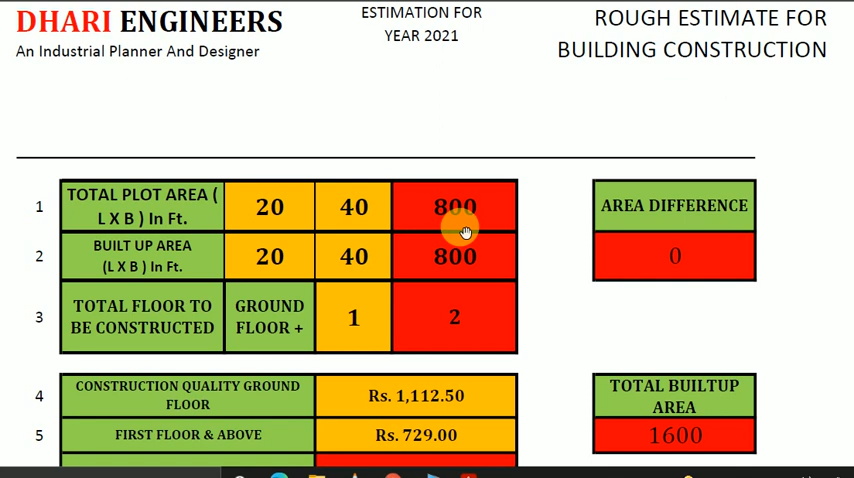 DHARI ENGINEERS
An Industrial Planner And Designer
ESTIMATION FOR
YEAR 2021
ROUGH ESTIMATE FOR
BUILDING CONSTRUCTION
1
TOTAL PLOT AREA (
L X B ) In Ft.
20
40
800
AREA DIFFERENCE
0
2
BUILT UP AREA
(L X B ) In Ft.
20
40
800
3
TOTAL FLOOR TO
BE CONSTRUCTED
GROUND
FLOOR +
1
2
4
CONSTRUCTION QUALITY GROUND
FLOOR
Rs. 1,112.50
TOTAL BUILTUP
AREA
1600
5
FIRST FLOOR & ABOVE
Rs. 729.00